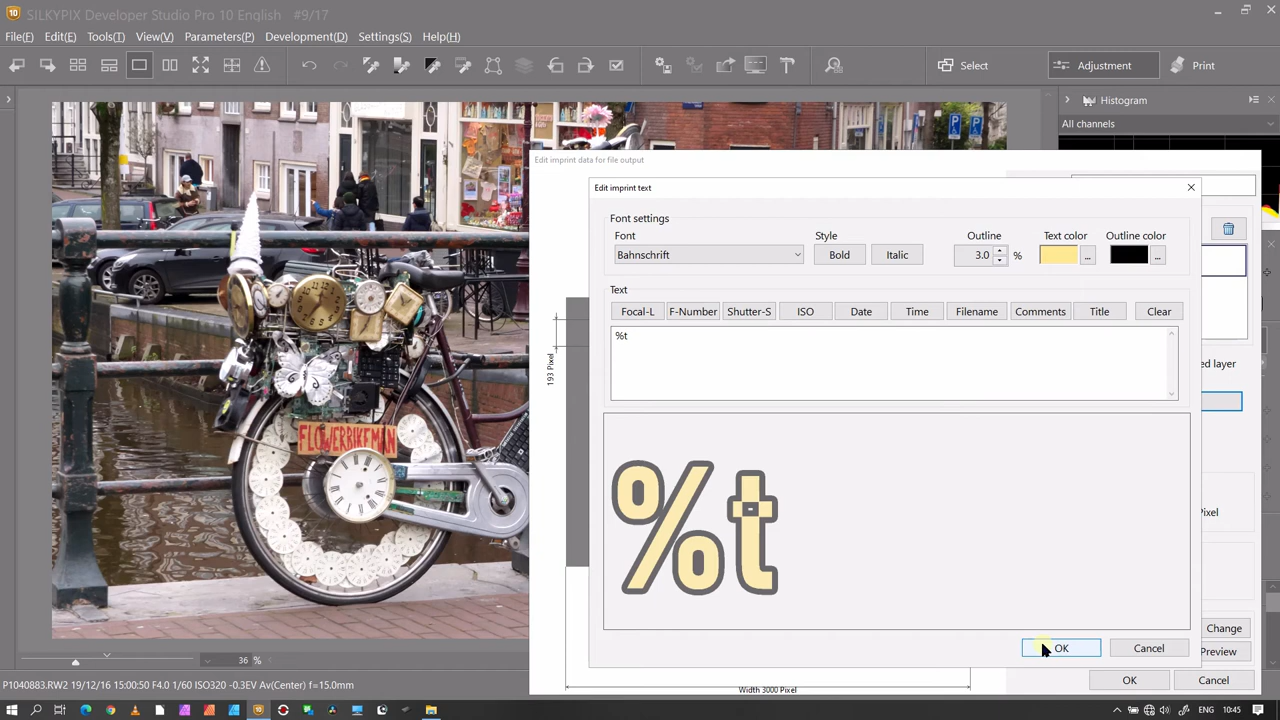 SILKYPIX Developer Studio Pro 10 English #9/17
File(F) Edit(E) Tools(T) View(V) Parameters(P) Development(D) Settings(S) Help(H)
Select
Adjustment
Print
Histogram
All channels
Edit imprint data for file output
Edit imprint text
Font settings
Font
Style
Outline
Text color
Outline color
Bahnschrift
Bold
Italic
3.0
%
...
...
Text
Focal-L
F-Number
Shutter-S
ISO
Date
Time
Filename
Comments
Title
Clear
%t
ed layer
193 Pixel
FLOWERBIKEMAN
%t
Pixel
Change
OK
Cancel
Preview
36 %
OK
Cancel
P1040883.RW2 19/12/16 15:00:50 F4.0 1/60 ISO320 -0.3EV Av(Center) f=15.0mm
Width 3000 Pixel
ENG 10:45